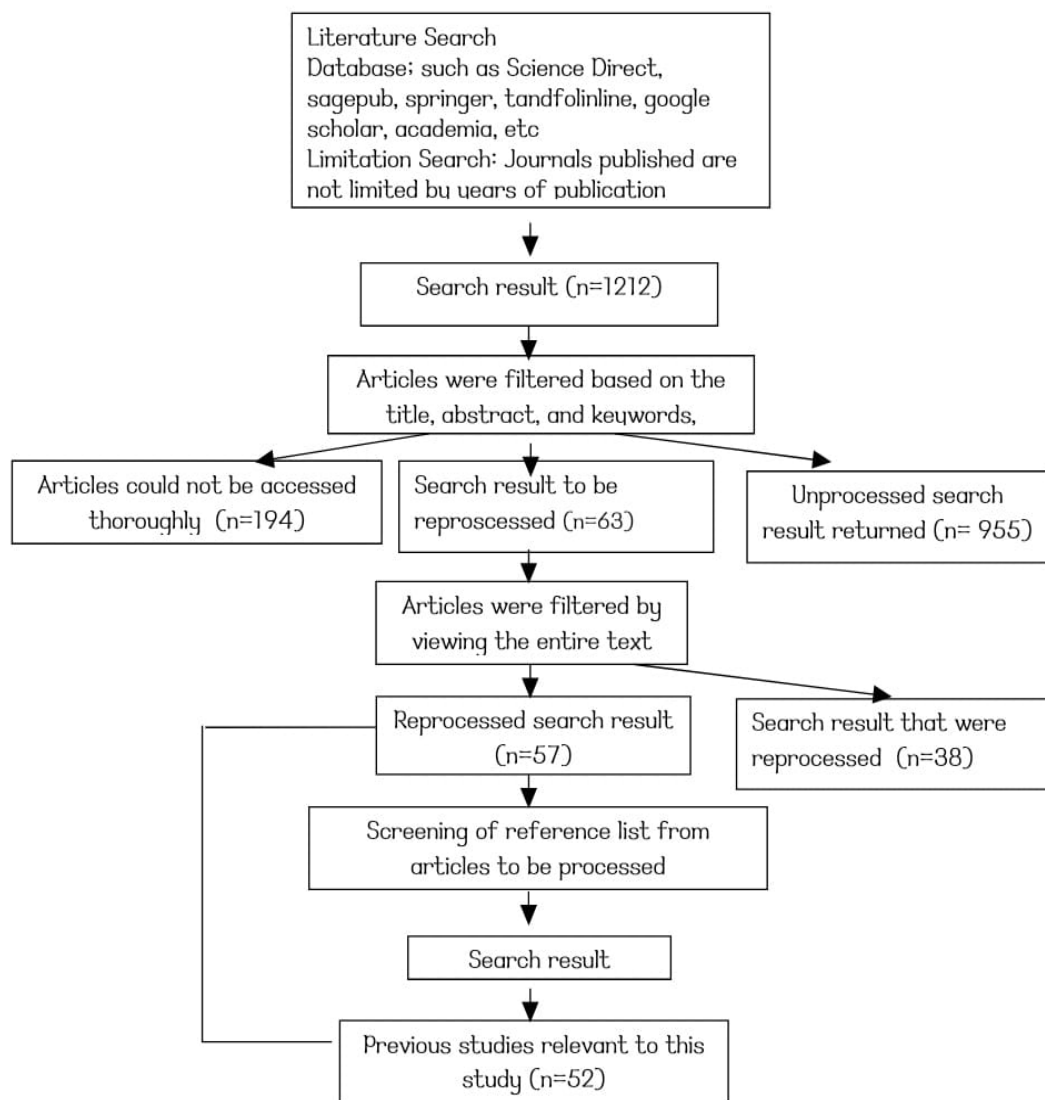 Literature Search
Database; such as Science Direct,
sagepub, springer, tandfolinline, google
scholar, academia, etc
Limitation Search: Journals published are
not limited by years of publication
Search result (n=1212)
Articles were filtered based on the
title, abstract, and keywords,
Articles could not be accessed
thoroughly (n=194)
Search result to be
reproscessed (n=63)
Unprocessed search
result returned (n= 955)
Articles were filtered by
viewing the entire text
Reprocessed search result
(n=57)
Search result that were
reprocessed (n=38)
Screening of reference list from
articles to be processed
Search result
Previous studies relevant to this
study (n=52)